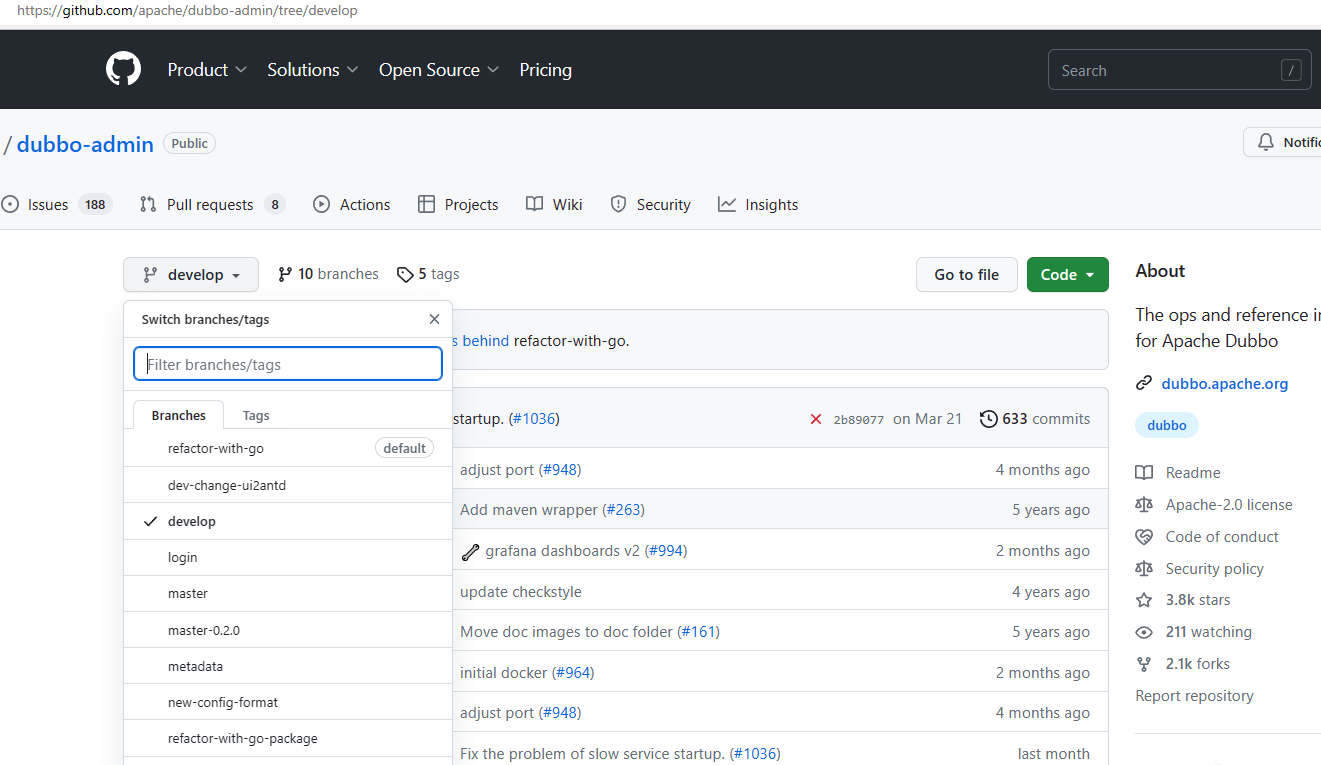 https://github.com/apache/dubbo-admin/tree/develop
Product Solutions Open Source Pricing Search /
/ dubbo-admin Public Notific
Issues 188 Pull requests 8 Actions Projects Wiki Security Insights
develop 10 branches 5 tags Go to file Code
Switch branches/tags
s behind refactor-with-go.
Filter branches/tags
Branches Tags
startup. (#1036) 2b89077 on Mar 21 633 commits
refactor-with-go default
adjust port (#948) 4 months ago
dev-change-ui2antd
Add maven wrapper (#263) 5 years ago
develop
grafana dashboards v2 (#994) 2 months ago
login
update checkstyle 4 years ago
master
master-0.2.0
Move doc images to doc folder (#161) 5 years ago
metadata
initial docker (#964) 2 months ago
new-config-format
adjust port (#948) 4 months ago
refactor-with-go-package
Fix the problem of slow service startup. (#1036) last month
About
The ops and reference in
for Apache Dubbo
dubbo.apache.org
dubbo
Readme
Apache-2.0 license
Code of conduct
Security policy
3.8k stars
211 watching
2.1k forks
Report repository